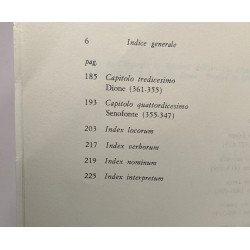 6 Indice generale
pag.
185 Capitolo tredicesimo
Dione (361-355)
193 Capitolo quattordicesimo
Senofonte (355-347)
203 Index locorum
217 Index verborum
219 Index nominum
225 Index interpretum